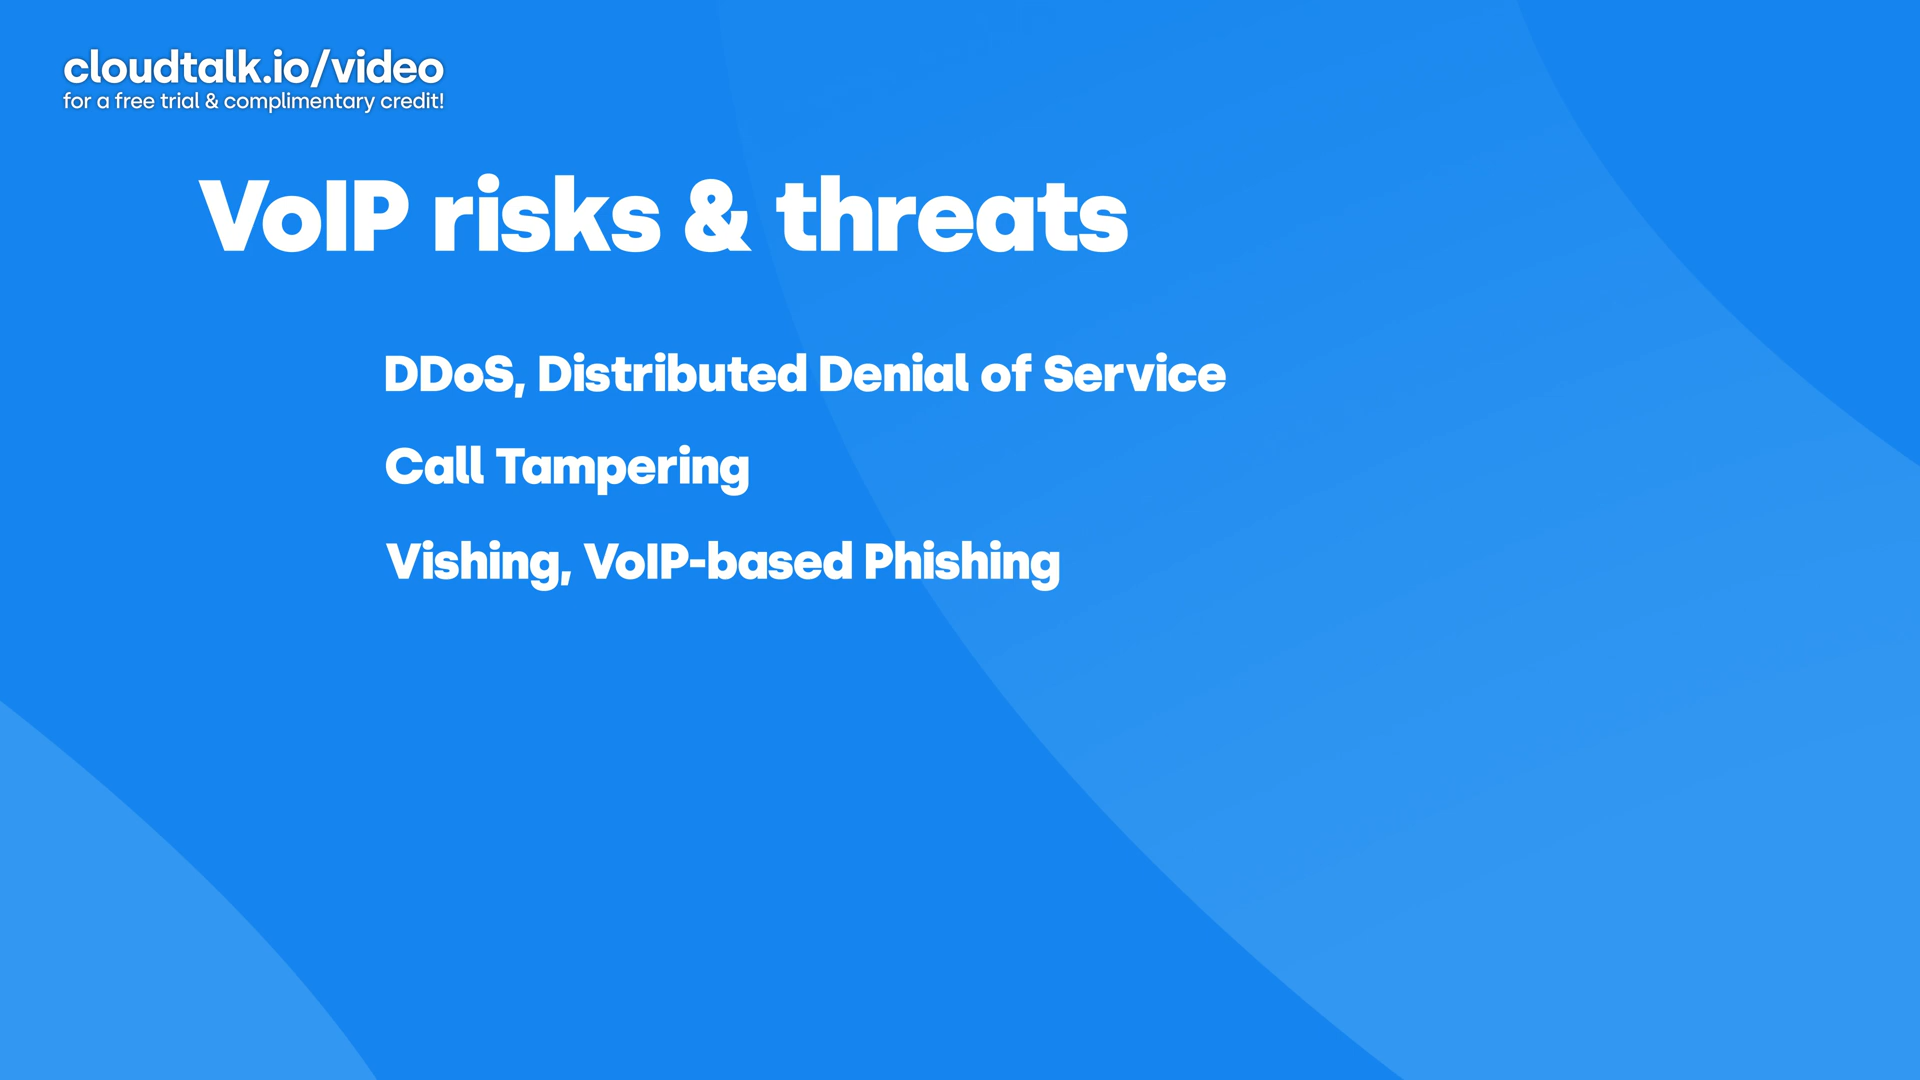 cloudtalk.io/video
for a free trial & complimentary credit!
VoIP risks & threats
DDoS, Distributed Denial of Service
Call Tampering
Vishing, VoIP-based Phishing